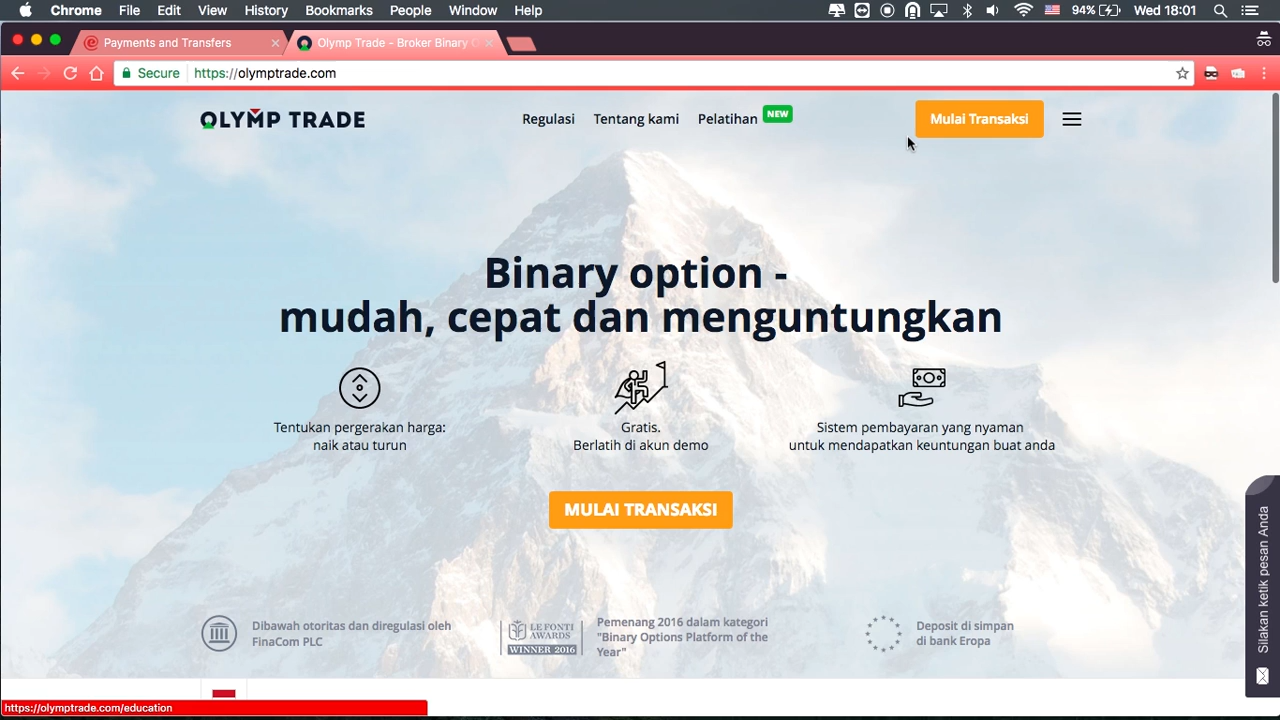 Chrome File Edit View History Bookmarks People Window Help 94% Wed 18:01
Payments and Transfers
Olymp Trade - Broker Binary
Secure https://olymptrade.com
OLYMP TRADE
Regulasi Tentang kami Pelatihan NEW
Mulai Transaksi
Binary option -
mudah, cepat dan menguntungkan
Tentukan pergerakan harga:
naik atau turun
Gratis.
Berlatih di akun demo
Sistem pembayaran yang nyaman
untuk mendapatkan keuntungan buat anda
MULAI TRANSAKSI
Dibawah otoritas dan diregulasi oleh
FinaCom PLC
LE FONTI
AWARDS
WINNER 2016
Pemenang 2016 dalam kategori
"Binary Options Platform of the
Year"
Deposit di simpan
di bank Eropa
Silakan ketik pesan Anda
https://olymptrade.com/education